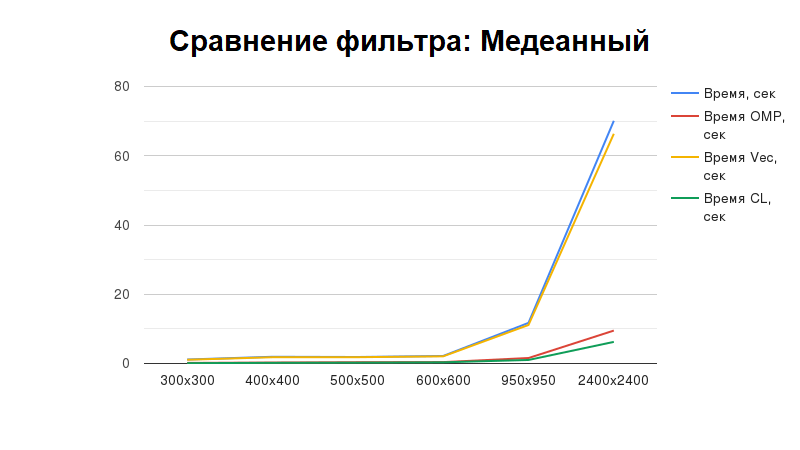 Сравнение фильтра: Медеанный
80
60
40
20
0
300x300 400x400 500x500 600x600 950x950 2400x2400
Время, сек
Время OMP,
сек
Время Vec,
сек
Время CL,
сек